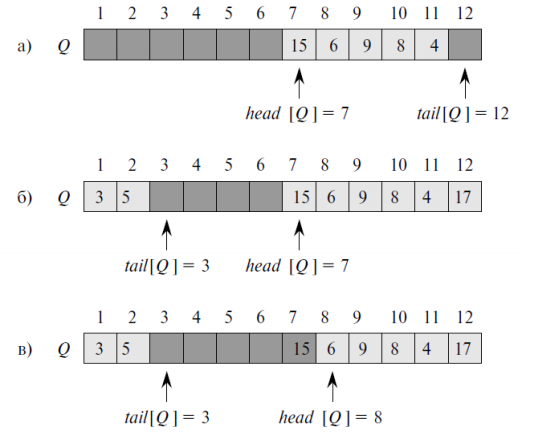 1 2 3 4 5 6 7 8 9 10 11 12
а) Q 15 6 9 8 4
head [Q] = 7 tail[Q] = 12
1 2 3 4 5 6 7 8 9 10 11 12
б) Q 3 5 15 6 9 8 4 17
tail[Q] = 3 head [Q] = 7
1 2 3 4 5 6 7 8 9 10 11 12
в) Q 3 5 15 6 9 8 4 17
tail[Q] = 3 head [Q] = 8